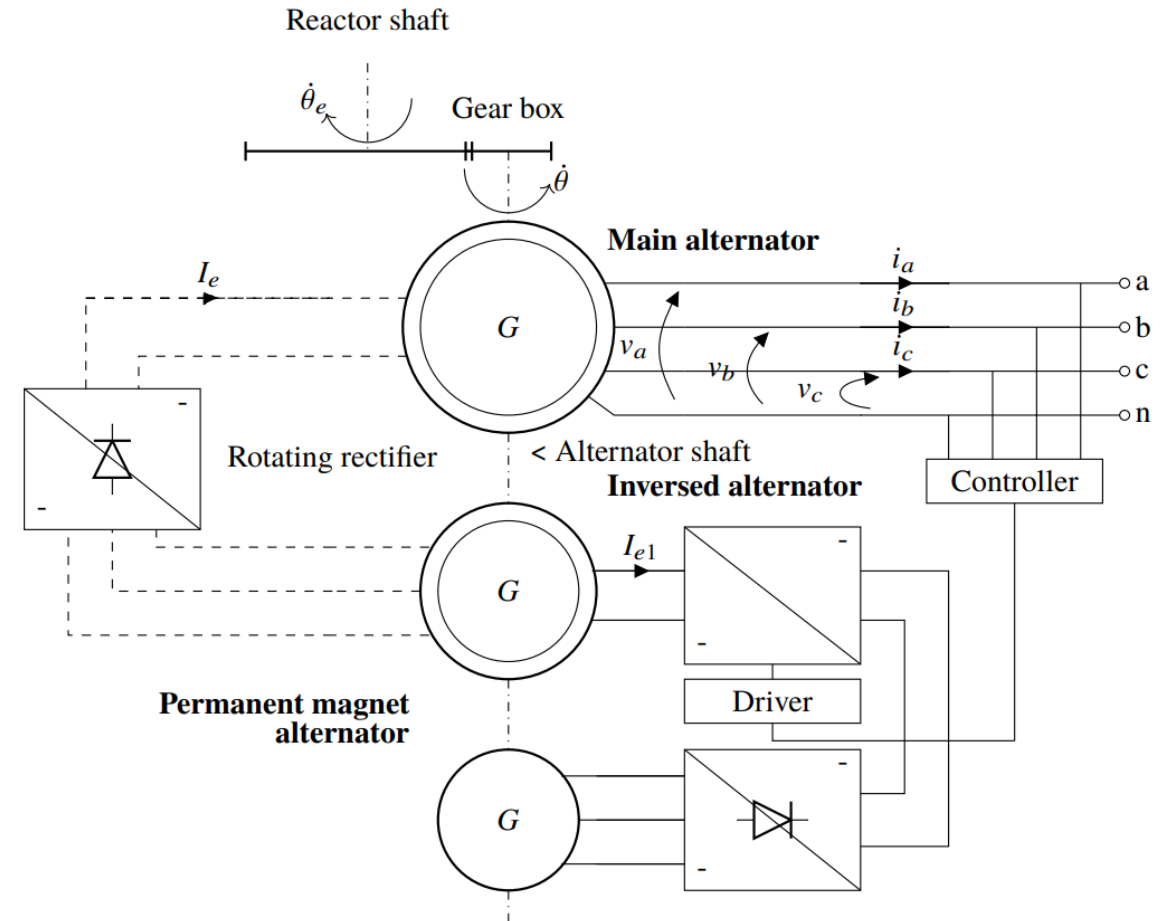 Reactor shaft
θ̇e
Gear box
θ̇
Main alternator
Ie
ia
a
G
ib
b
va
ic
vb
c
vc
n
-
Rotating rectifier
< Alternator shaft
Controller
-
Inversed alternator
Ie1
-
G
-
Permanent magnet
alternator
Driver
-
G
-